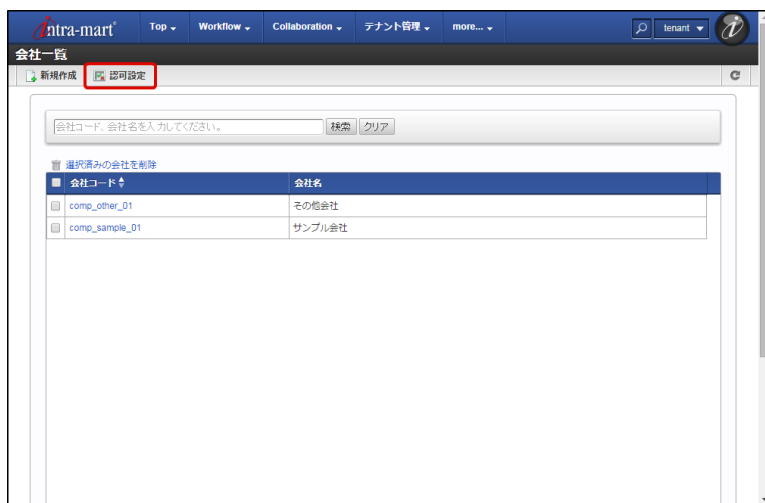 intra-mart® Top Workflow Collaboration テナント管理 more... tenant
会社一覧
新規作成 認可設定
会社コード、会社名を入力してください。 検索 クリア
選択済みの会社を削除
会社コード 会社名
comp_other_01 その他会社
comp_sample_01 サンプル会社